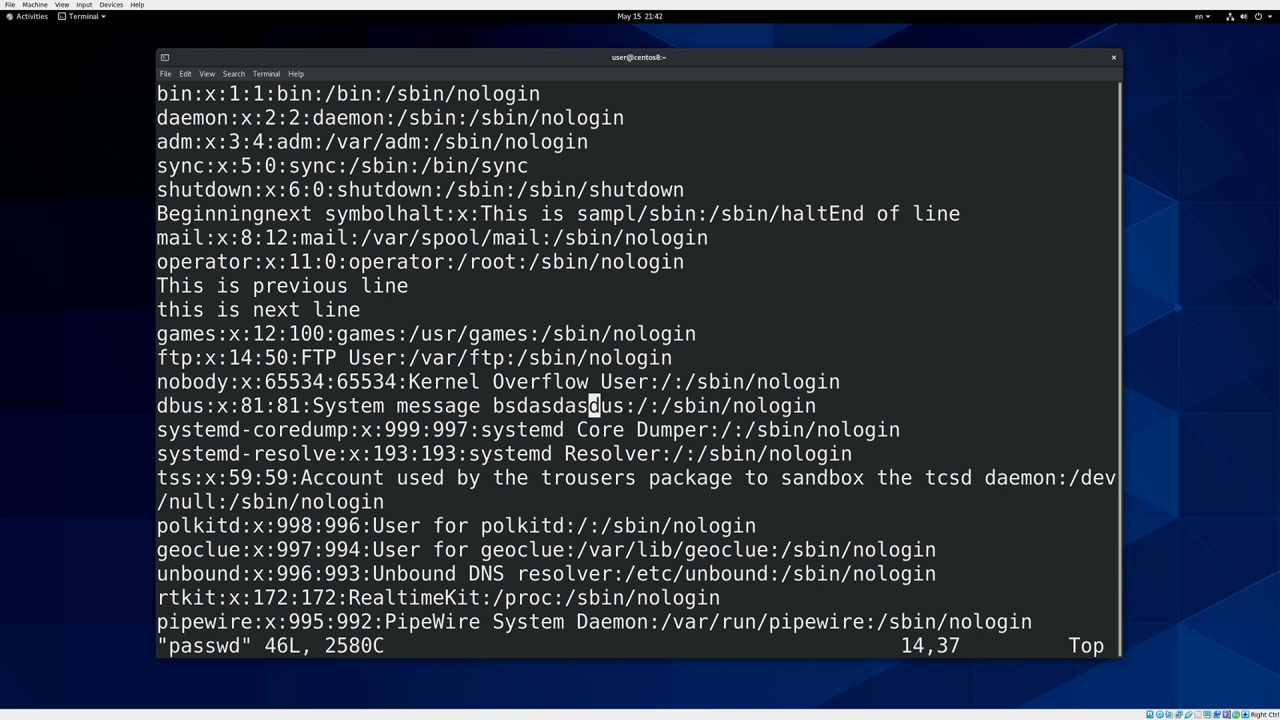 File Machine View Input Devices Help
Activities Terminal May 15 21:42 en
user@centos8:~
File Edit View Search Terminal Help
bin:x:1:1:bin:/bin:/sbin/nologin
daemon:x:2:2:daemon:/sbin:/sbin/nologin
adm:x:3:4:adm:/var/adm:/sbin/nologin
sync:x:5:0:sync:/sbin:/bin/sync
shutdown:x:6:0:shutdown:/sbin:/sbin/shutdown
Beginningnext symbolhalt:x:This is sampl/sbin:/sbin/haltEnd of line
mail:x:8:12:mail:/var/spool/mail:/sbin/nologin
operator:x:11:0:operator:/root:/sbin/nologin
This is previous line
this is next line
games:x:12:100:games:/usr/games:/sbin/nologin
ftp:x:14:50:FTP User:/var/ftp:/sbin/nologin
nobody:x:65534:65534:Kernel Overflow User:/:/sbin/nologin
dbus:x:81:81:System message bsdasdasdus:/:/sbin/nologin
systemd-coredump:x:999:997:systemd Core Dumper:/:/sbin/nologin
systemd-resolve:x:193:193:systemd Resolver:/:/sbin/nologin
tss:x:59:59:Account used by the trousers package to sandbox the tcsd daemon:/dev
/null:/sbin/nologin
polkitd:x:998:996:User for polkitd:/:/sbin/nologin
geoclue:x:997:994:User for geoclue:/var/lib/geoclue:/sbin/nologin
unbound:x:996:993:Unbound DNS resolver:/etc/unbound:/sbin/nologin
rtkit:x:172:172:RealtimeKit:/proc:/sbin/nologin
pipewire:x:995:992:PipeWire System Daemon:/var/run/pipewire:/sbin/nologin
"passwd" 46L, 2580C 14,37 Top
Right Ctrl